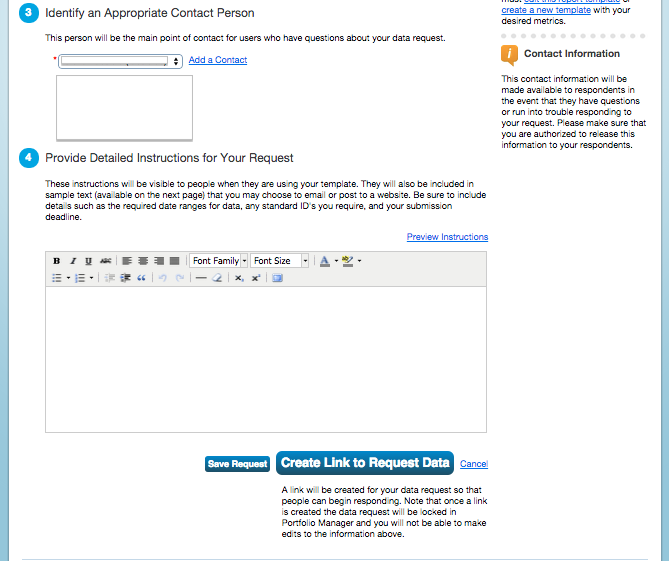 3 Identify an Appropriate Contact Person
This person will be the main point of contact for users who have questions about your data request.
* Add a Contact
4 Provide Detailed Instructions for Your Request
These instructions will be visible to people when they are using your template. They will also be included in
sample text (available on the next page) that you may choose to email or post to a website. Be sure to include
details such as the required date ranges for data, any standard ID's you require, and your submission
deadline.
Preview Instructions
B I U ABC Font Family Font Size A ab
“ x, x²
Save Request Create Link to Request Data Cancel
A link will be created for your data request so that
people can begin responding. Note that once a link
is created the data request will be locked in
Portfolio Manager and you will not be able to make
edits to the information above.
must edit this report template or
create a new template with your
desired metrics.
i Contact Information
This contact information will be
made available to respondents in
the event that they have questions
or run into trouble responding to
your request. Please make sure that
you are authorized to release this
information to your respondents.